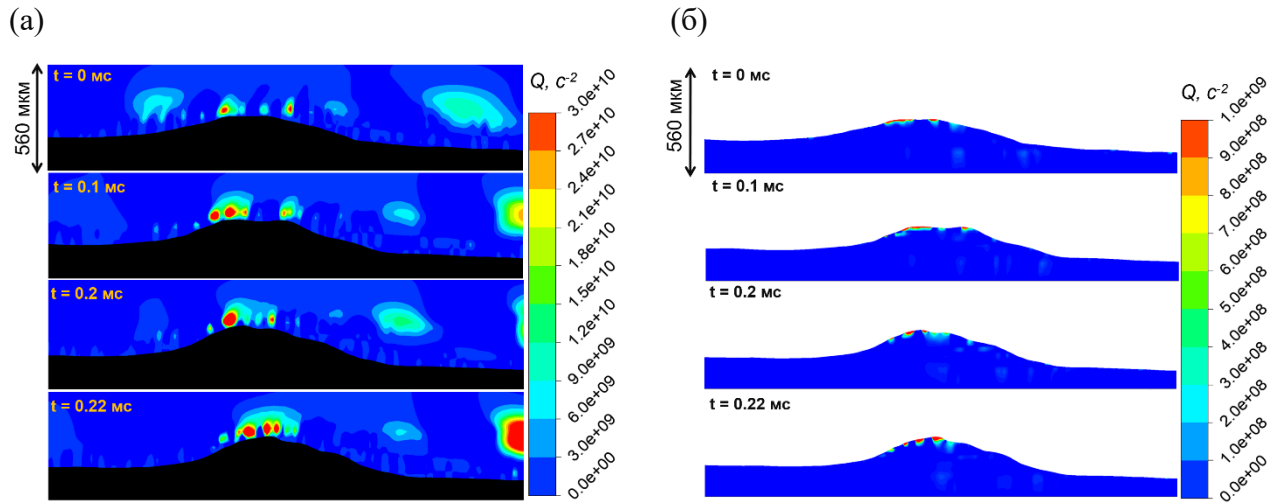 (а)
560 мкм
t = 0 мс
t = 0.1 мс
t = 0.2 мс
t = 0.22 мс
Q, c⁻²
3.0e+10
2.7e+10
2.4e+10
2.1e+10
1.8e+10
1.5e+10
1.2e+10
9.0e+09
6.0e+09
3.0e+09
0.0e+00
(б)
560 мкм
t = 0 мс
t = 0.1 мс
t = 0.2 мс
t = 0.22 мс
Q, c⁻²
1.0e+09
9.0e+08
8.0e+08
7.0e+08
6.0e+08
5.0e+08
4.0e+08
3.0e+08
2.0e+08
1.0e+08
0.0e+00